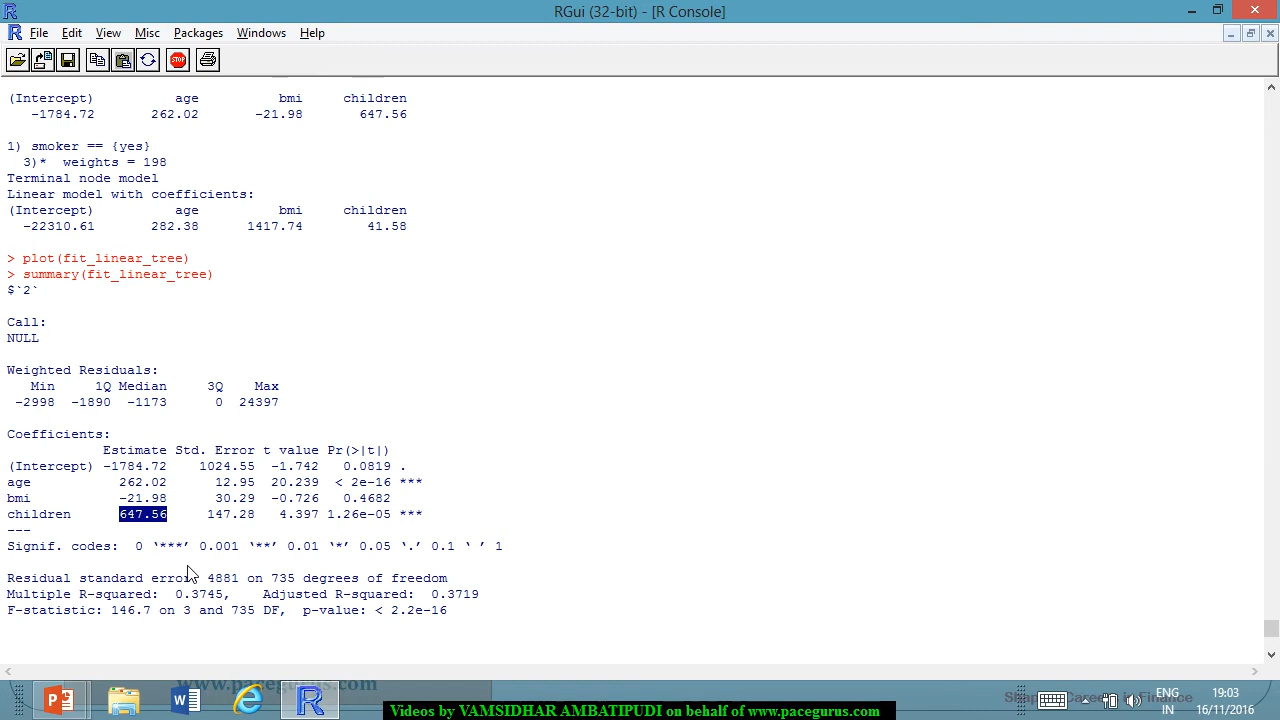 RGui (32-bit) - [R Console]
File Edit View Misc Packages Windows Help
STOP
(Intercept) age bmi children
-1784.72 262.02 -21.98 647.56
1) smoker == {yes}
3)* weights = 198
Terminal node model
Linear model with coefficients:
(Intercept) age bmi children
-22310.61 282.38 1417.74 41.58
> plot(fit_linear_tree)
> summary(fit_linear_tree)
$`2`
Call:
NULL
Weighted Residuals:
Min 1Q Median 3Q Max
-2998 -1890 -1173 0 24397
Coefficients:
Estimate Std. Error t value Pr(>|t|)
(Intercept) -1784.72 1024.55 -1.742 0.0819 .
age 262.02 12.95 20.239 < 2e-16 ***
bmi -21.98 30.29 -0.726 0.4682
children 647.56 147.28 4.397 1.26e-05 ***
---
Signif. codes: 0 ‘***’ 0.001 ‘**’ 0.01 ‘*’ 0.05 ‘.’ 0.1 ‘ ’ 1
Residual standard error: 4881 on 735 degrees of freedom
Multiple R-squared: 0.3745, Adjusted R-squared: 0.3719
F-statistic: 146.7 on 3 and 735 DF, p-value: < 2.2e-16
www.pacegurus.com
in Finance
ENG
IN
19:03
16/11/2016
Videos by VAMSIDHAR AMBATIPUDI on behalf of www.pacegurus.com